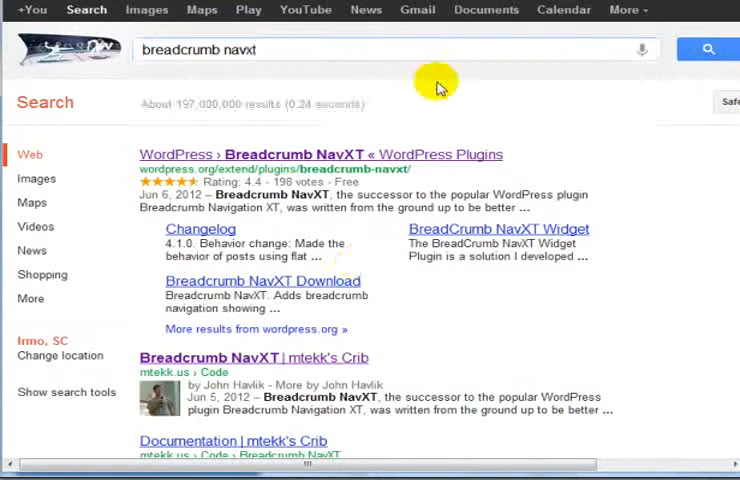 +You Search Images Maps Play YouTube News Gmail Documents Calendar More
breadcrumb navxt
Search About 197,000,000 results (0.24 seconds) Safe
Web
Images
Maps
Videos
News
Shopping
More
Irmo, SC
Change location
Show search tools
WordPress › Breadcrumb NavXT « WordPress Plugins
wordpress.org/extend/plugins/breadcrumb-navxt/
Rating: 4.4 - 198 votes - Free
Jun 6, 2012 – Breadcrumb NavXT, the successor to the popular WordPress plugin
Breadcrumb Navigation XT, was written from the ground up to be better ...
Changelog
4.1.0. Behavior change: Made the
behavior of posts using flat ...
BreadCrumb NavXT Widget
The BreadCrumb NavXT Widget
Plugin is a solution I developed ...
Breadcrumb NavXT Download
Breadcrumb NavXT. Adds breadcrumb
navigation showing ...
More results from wordpress.org »
Breadcrumb NavXT | mtekk's Crib
mtekk.us › Code
by John Havlik - More by John Havlik
Jun 5, 2012 – Breadcrumb NavXT, the successor to the popular WordPress
plugin Breadcrumb Navigation XT, was written from the ground up to be better ...
Documentation | mtekk's Crib
mtekk.us › Code › Breadcrumb NavXT